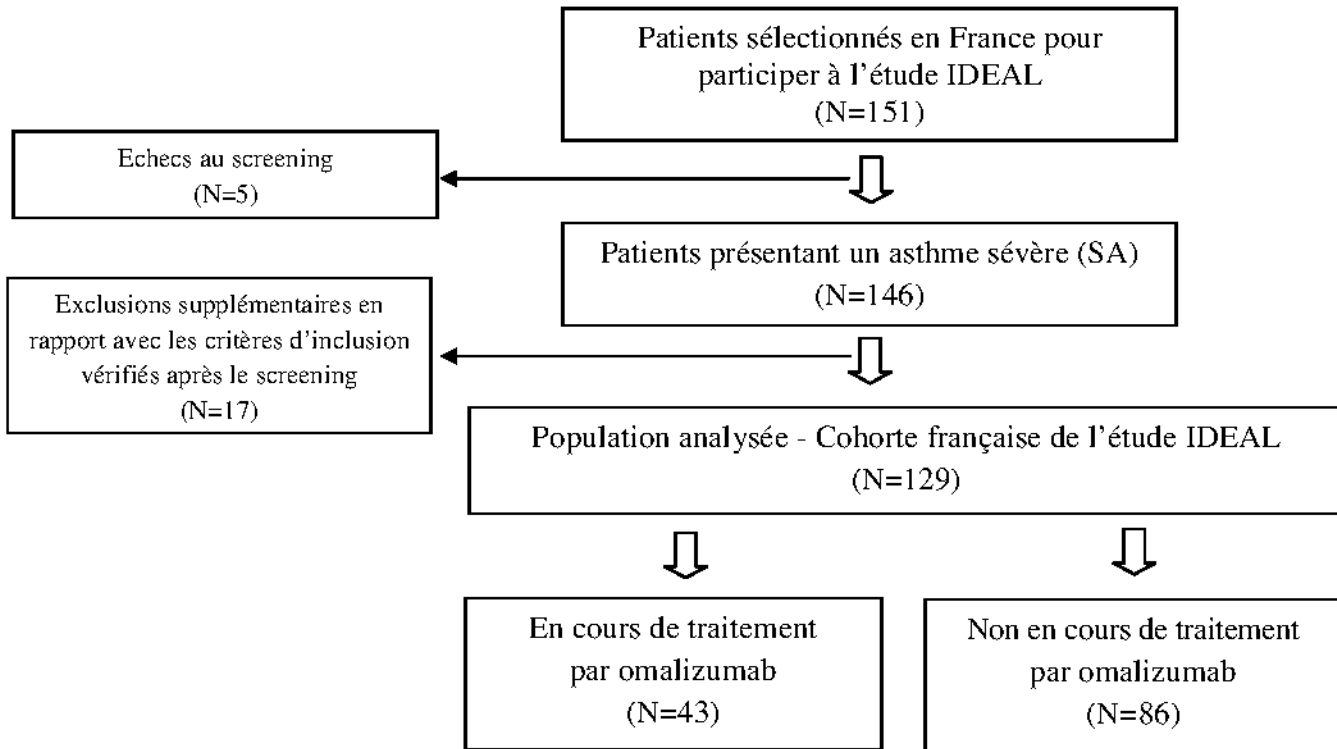 Patients sélectionnés en France pour
participer à l’étude IDEAL
(N=151)
Echecs au screening
(N=5)
Patients présentant un asthme sévère (SA)
(N=146)
Exclusions supplémentaires en
rapport avec les critères d’inclusion
vérifiés après le screening
(N=17)
Population analysée - Cohorte française de l’étude IDEAL
(N=129)
En cours de traitement
par omalizumab
(N=43)
Non en cours de traitement
par omalizumab
(N=86)